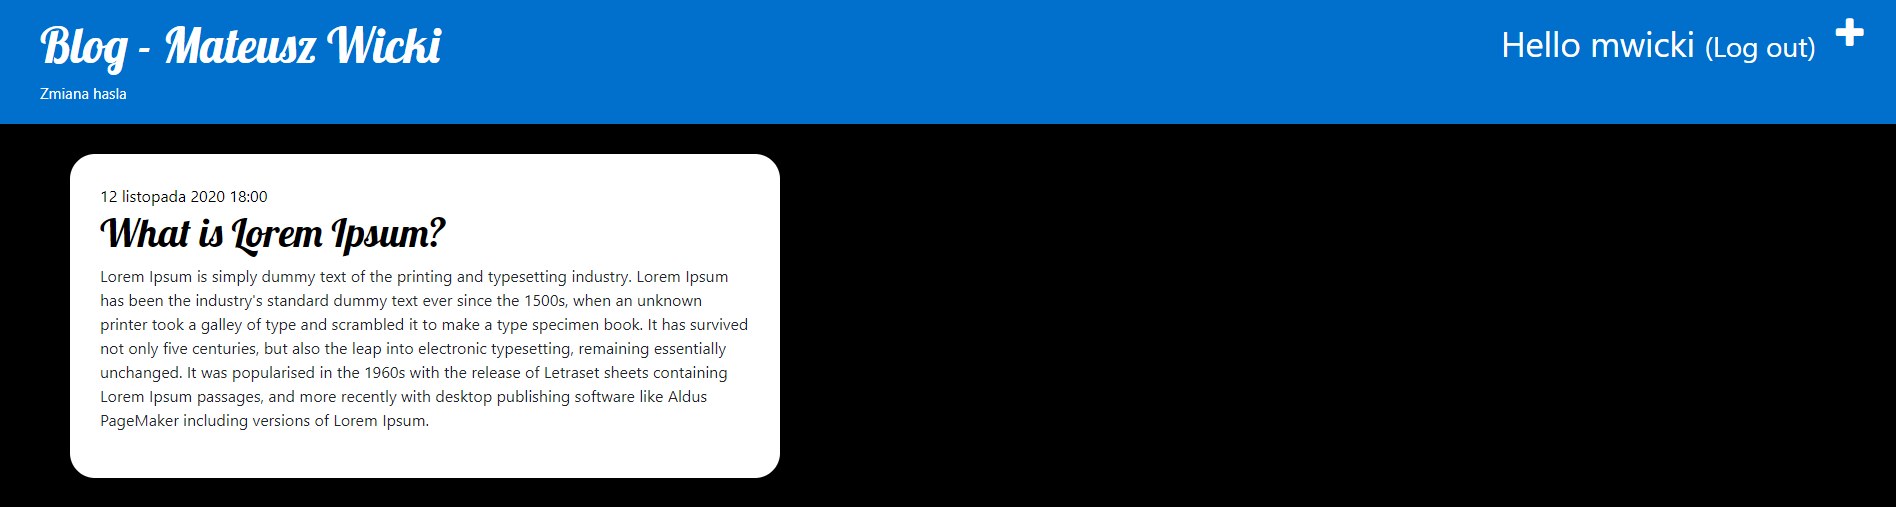 Blog - Mateusz Wicki
Hello mwicki (Log out)
Zmiana hasla
12 listopada 2020 18:00
What is Lorem Ipsum?
Lorem Ipsum is simply dummy text of the printing and typesetting industry. Lorem Ipsum
has been the industry's standard dummy text ever since the 1500s, when an unknown
printer took a galley of type and scrambled it to make a type specimen book. It has survived
not only five centuries, but also the leap into electronic typesetting, remaining essentially
unchanged. It was popularised in the 1960s with the release of Letraset sheets containing
Lorem Ipsum passages, and more recently with desktop publishing software like Aldus
PageMaker including versions of Lorem Ipsum.